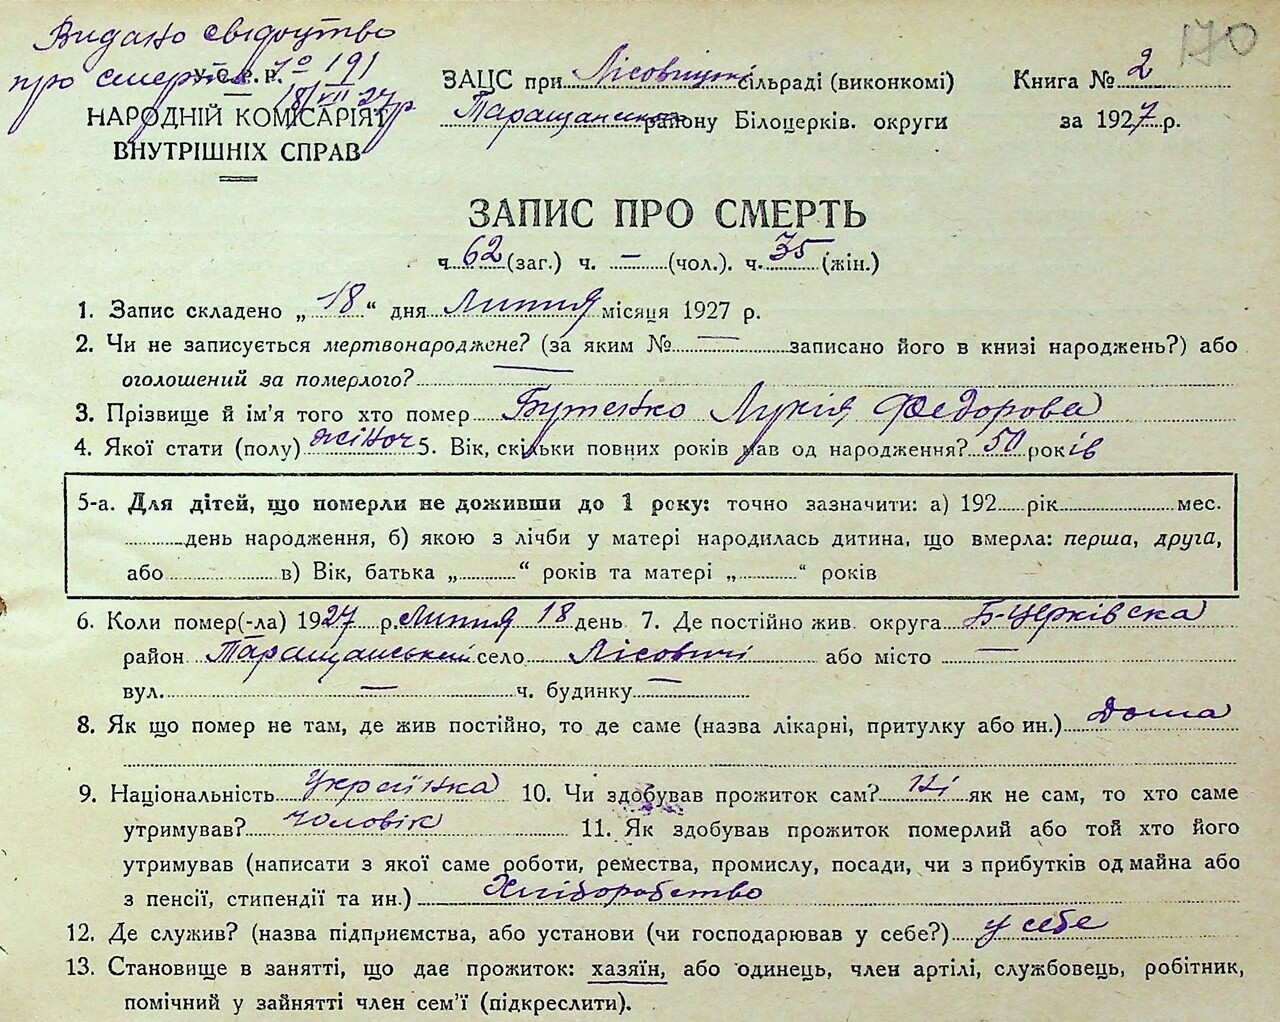 170
Видано свідоцтво
про смерть № 191
18/VII 27 р
У.С.Р.Р.
НАРОДНІЙ КОМІСАРІЯТ
ВНУТРІШНІХ СПРАВ
ЗАЦС при Лісовицькі сільраді (виконкомі)
Таращанськ району Білоцерків. округи
Книга № 2
за 1927 р.
ЗАПИС ПРО СМЕРТЬ
ч. 62 (заг.) ч. — (чол.). ч. 35 (жін.)
1. Запис складено „ 18 “ дня Липня місяця 1927 р.
2. Чи не записується мертвонароджене? (за яким № — записано його в книзі народжень?) або
оголошений за померлого? —
3. Прізвище й ім'я того хто помер Бутенко Лукія Федорова
4. Якої стати (полу) жіноч 5. Вік, скільки повних років мав од народження? 50 років
5-а. Для дітей, що померли не доживши до 1 року: точно зазначити: а) 192.....рік..........мес.
..........день народження, б) якою з лічби у матері народилась дитина, що вмерла: перша, друга,
або.......... в) Вік, батька „..........“ років та матері „..........“ років
6. Коли помер(-ла) 1927 р. Липня 18 день 7. Де постійно жив округа Б-Церківска
район Таращанський село Лісовичі або місто —
вул. — ч. будинку —
8. Як що помер не там, де жив постійно, то де саме (назва лікарні, притулку або ин.) Дома
9. Національність Українка 10. Чи здобував прожиток сам? Ні як не сам, то хто саме
утримував? чоловік 11. Як здобував прожиток померлий або той хто його
утримував (написати з якої саме роботи, ремества, промислу, посади, чи з прибутків од майна або
з пенсії, стипендії та ин.) Хліборобство
12. Де служив? (назва підприємства, або установи (чи господарював у себе?) у себе
13. Становище в занятті, що дає прожиток: хазяїн, або одинець, член артілі, службовець, робітник,
помічний у зайнятті член сем'ї (підкреслити).